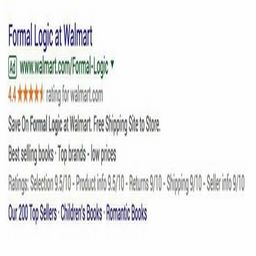 Formal Logic at Walmart
Ad www.walmart.com/Formal-Logic
4.4 ★★★★★ rating for walmart.com
Save On Formal Logic at Walmart. Free Shipping Site to Store.
Best selling books · Top brands · low prices
Ratings: Selection 9.5/10 - Product info 9.5/10 - Returns 9/10 - Shipping 9/10 - Seller info 9/10
Our 200 Top Sellers · Children's Books · Romantic Books